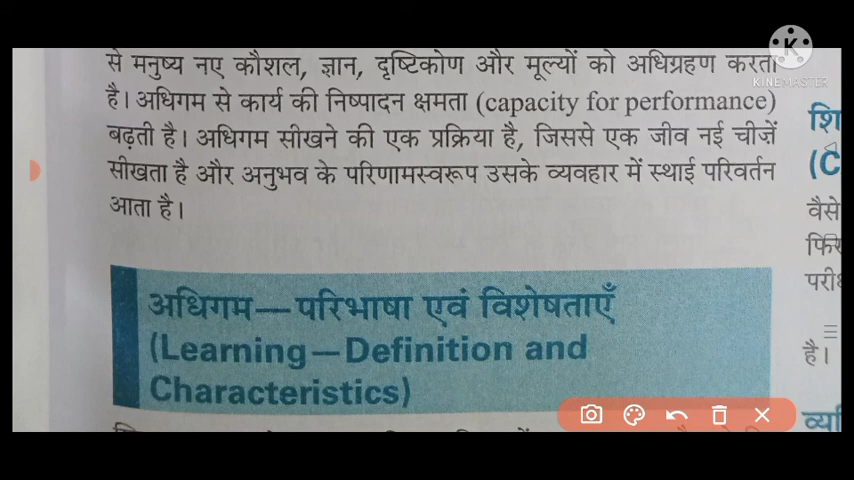 से मनुष्य नए कौशल, ज्ञान, दृष्टिकोण और मूल्यों को अधिग्रहण करता
है। अधिगम से कार्य की निष्पादन क्षमता (capacity for performance)
बढ़ती है। अधिगम सीखने की एक प्रक्रिया है, जिससे एक जीव नई चीज़ें
सीखता है और अनुभव के परिणामस्वरूप उसके व्यवहार में स्थाई परिवर्तन
आता है।
अधिगम—परिभाषा एवं विशेषताएँ
(Learning—Definition and
Characteristics)
K
KINEMASTER
शि
(C
वैसे
है।